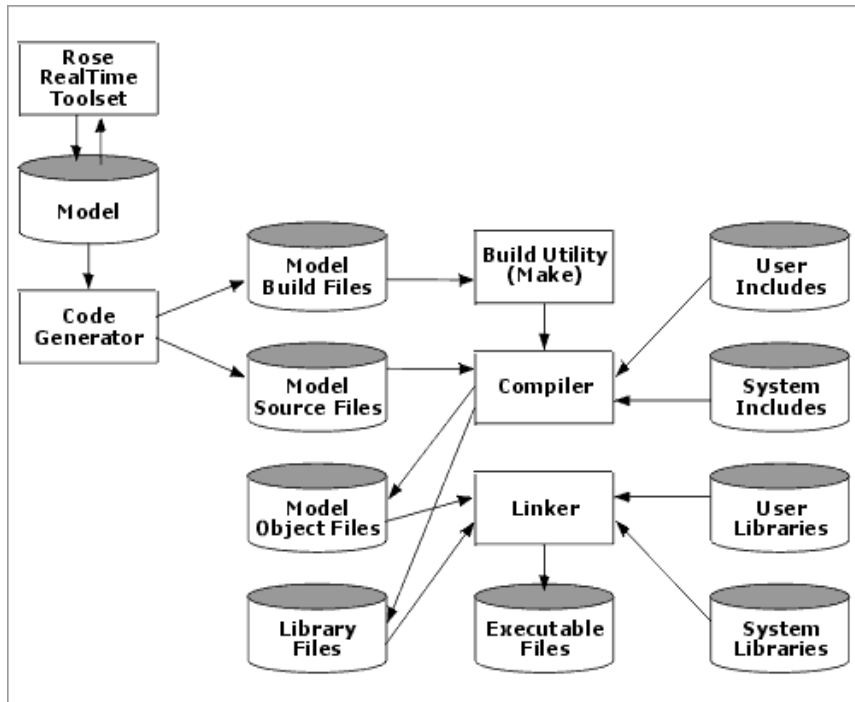 Rose
RealTime
Toolset
Model
Code
Generator
Model
Build Files
Build Utility
(Make)
User
Includes
Model
Source Files
Compiler
System
Includes
Model
Object Files
Linker
User
Libraries
Library
Files
Executable
Files
System
Libraries